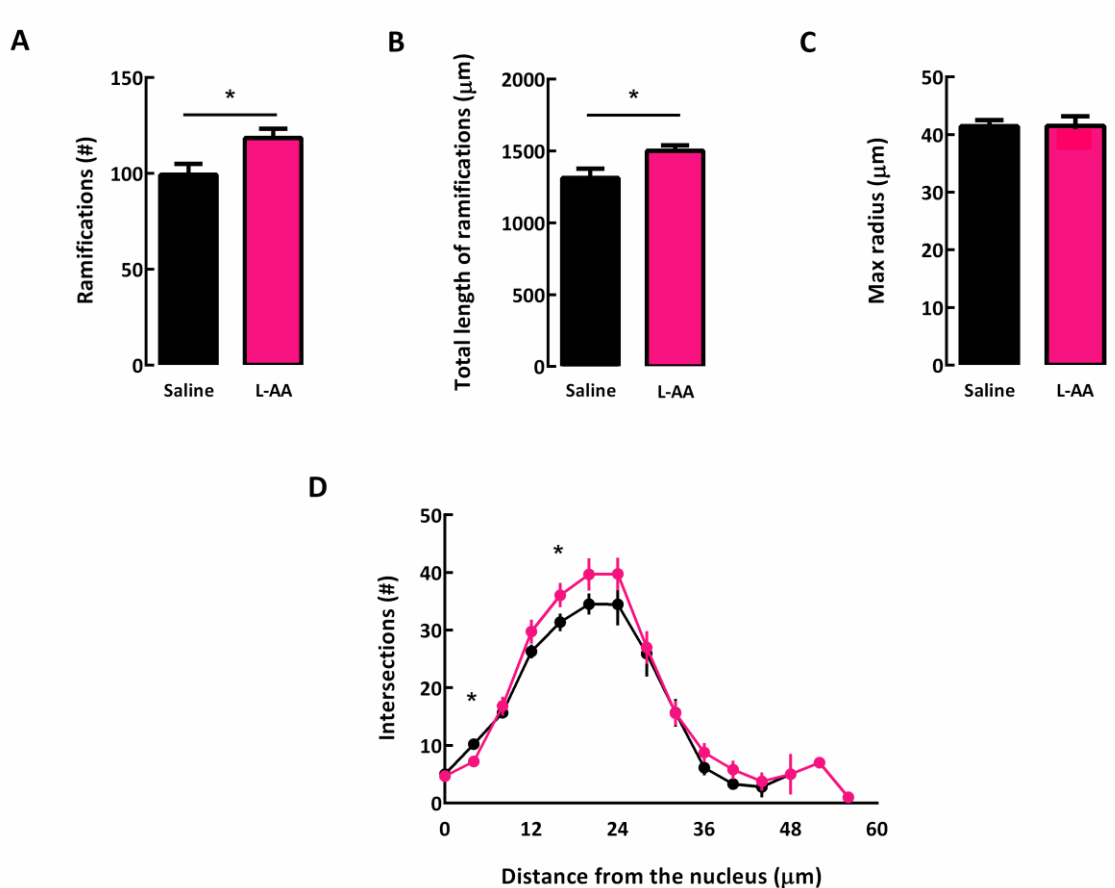 A
Ramifications (#)
150
100
50
0
*
Saline
L-AA
B
Total length of ramifications (μm)
2000
1500
1000
500
0
*
Saline
L-AA
C
Max radius (μm)
50
40
30
20
10
0
Saline
L-AA
D
Intersections (#)
50
40
30
20
10
0
*
*
0 12 24 36 48 60
Distance from the nucleus (μm)